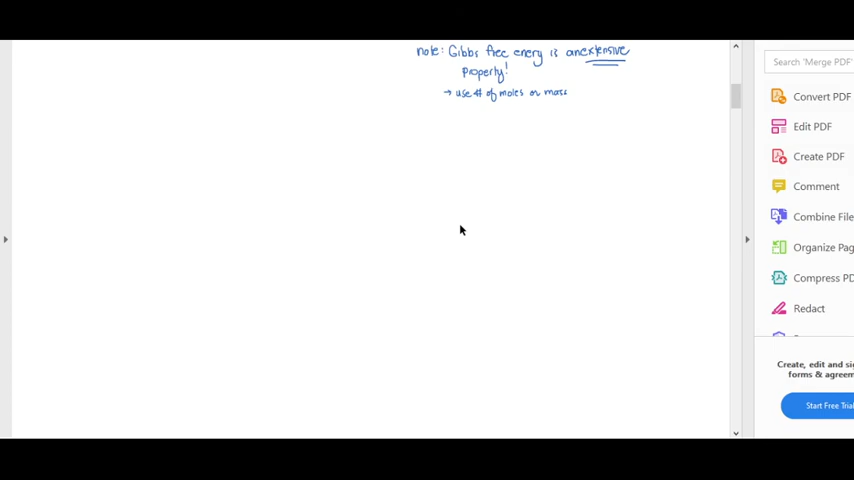 note: Gibbs free energy is an extensive
property!
→ use # of moles or mass
Search 'Merge PDF'
Convert PDF
Edit PDF
Create PDF
Comment
Combine File
Organize Pag
Compress PD
Redact
Create, edit and si
forms & agreem
Start Free Trial